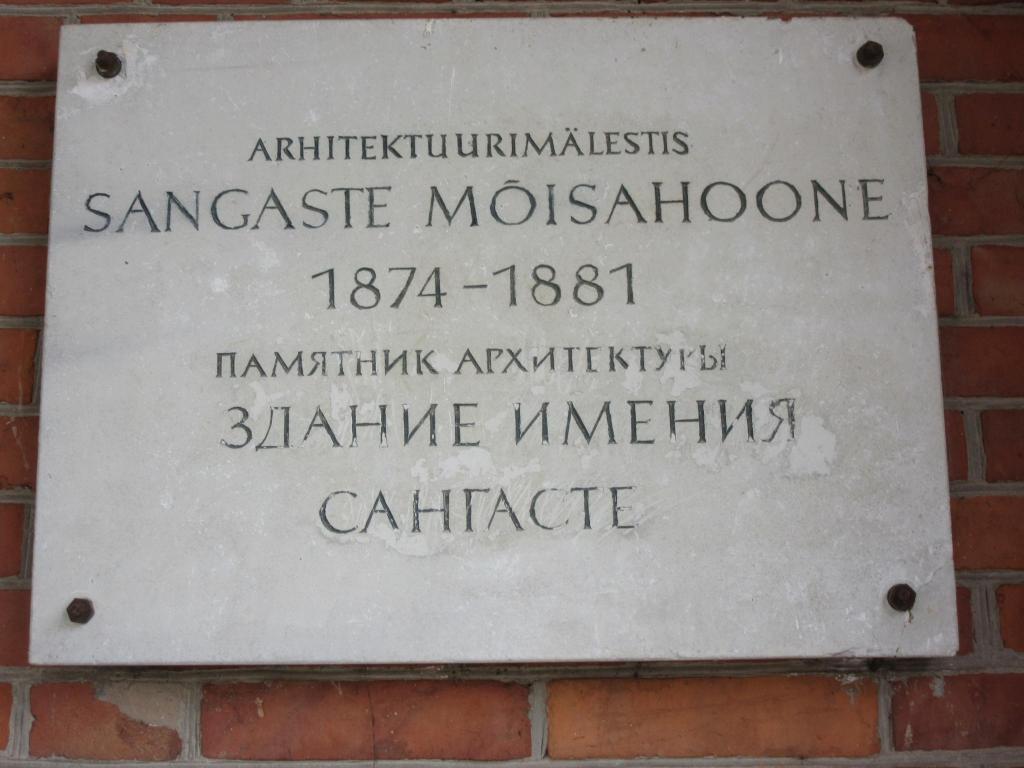 ARHITEKTUURIMÄLESTIS
SANGASTE MÕISAHOONE
1874-1881
ПАМЯТНИК АРХИТЕКТУРЫ
ЗДАНИЕ ИМЕНИЯ
САНГАСТЕ